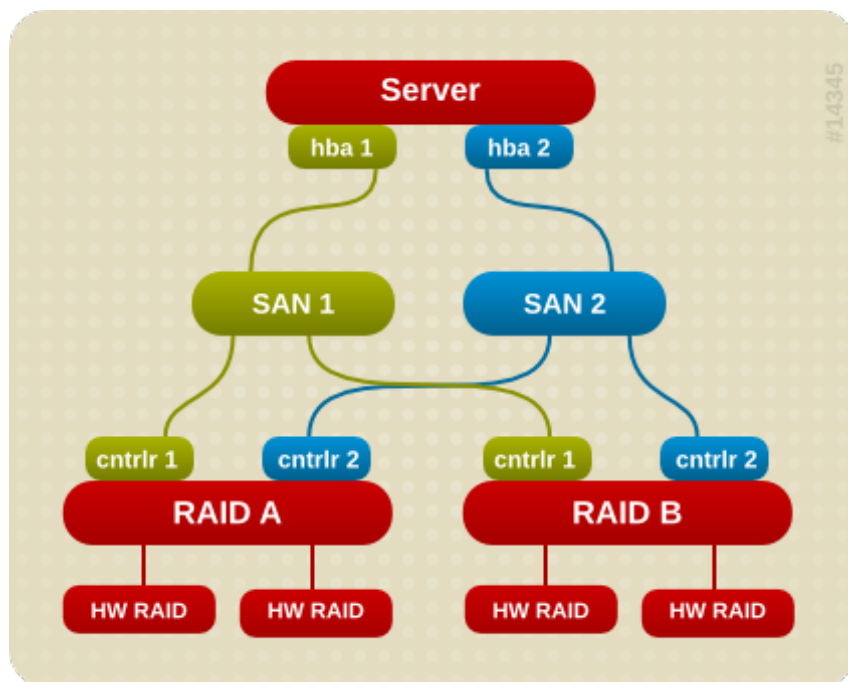 Server
#14345
hba 1
hba 2
SAN 1
SAN 2
cntrlr 1
cntrlr 2
cntrlr 1
cntrlr 2
RAID A
RAID B
HW RAID
HW RAID
HW RAID
HW RAID